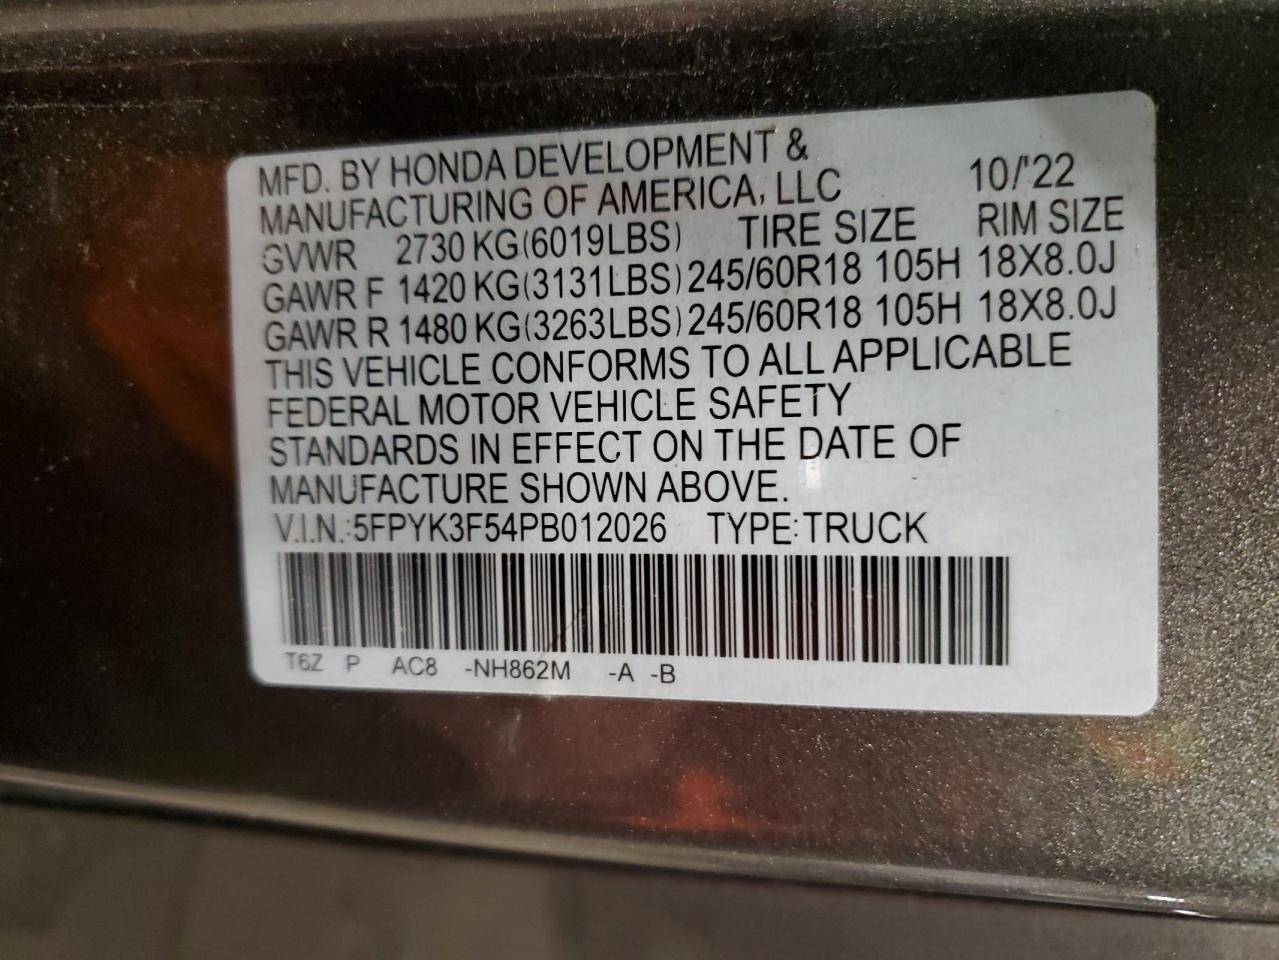 MFD. BY HONDA DEVELOPMENT &
MANUFACTURING OF AMERICA, LLC 10/'22
GVWR 2730 KG(6019LBS) TIRE SIZE RIM SIZE
GAWR F 1420 KG(3131LBS) 245/60R18 105H 18X8.0J
GAWR R 1480 KG(3263LBS) 245/60R18 105H 18X8.0J
THIS VEHICLE CONFORMS TO ALL APPLICABLE
FEDERAL MOTOR VEHICLE SAFETY
STANDARDS IN EFFECT ON THE DATE OF
MANUFACTURE SHOWN ABOVE.
V.I.N.:5FPYK3F54PB012026 TYPE:TRUCK
T6Z P AC8 -NH862M -A -B